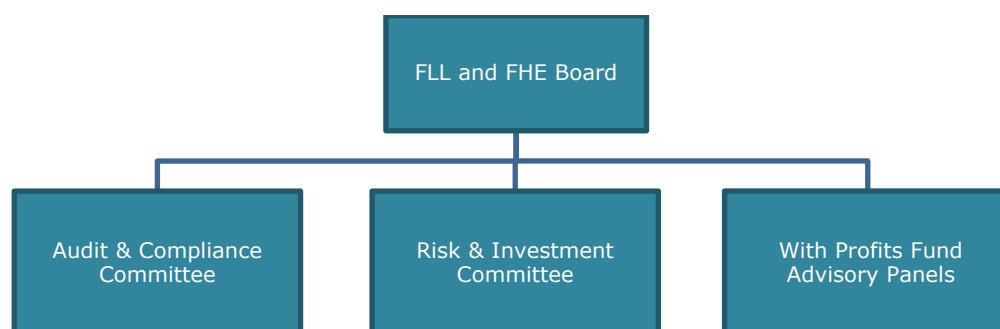 FLL and FHE Board
Audit & Compliance
Committee
Risk & Investment
Committee
With Profits Fund
Advisory Panels